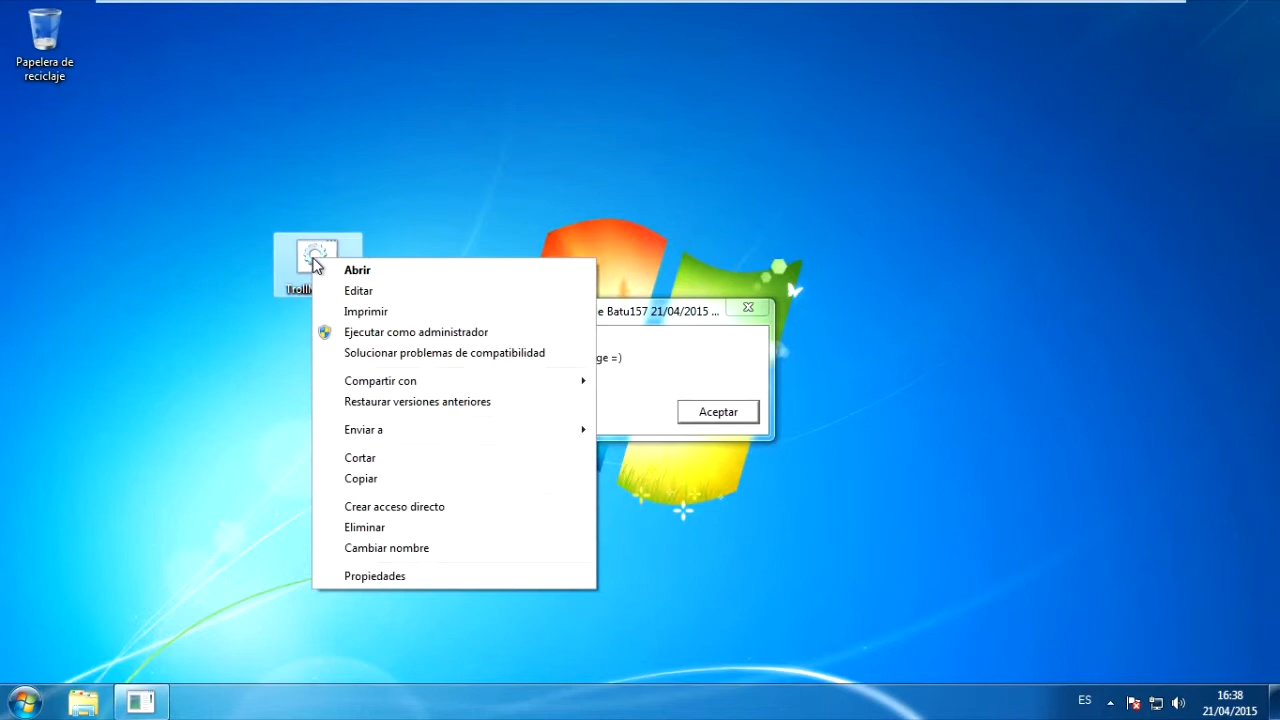 Papelera de
reciclaje
Abrir
Editar
Imprimir
Ejecutar como administrador
Solucionar problemas de compatibilidad
Compartir con
Restaurar versiones anteriores
Enviar a
Cortar
Copiar
Crear acceso directo
Eliminar
Cambiar nombre
Propiedades
e Batu157 21/04/2015 ...
ge =)
Aceptar
ES
16:38
21/04/2015